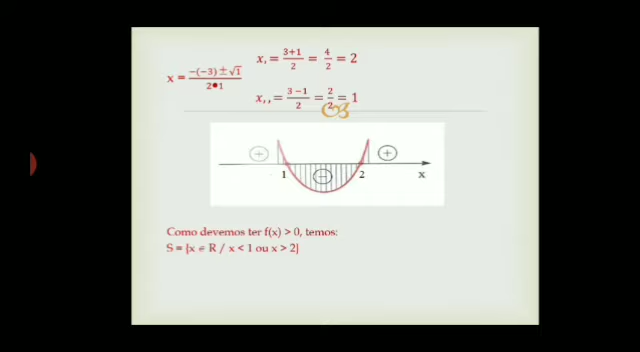 x = −(−3)±√1 / 2•1
x, = 3+1 / 2 = 4 / 2 = 2
x,, = 3−1 / 2 = 2 / 2 = 1
+ − +
1 2 x
Como devemos ter f(x) > 0, temos:
S = {x ∈ R / x < 1 ou x > 2}